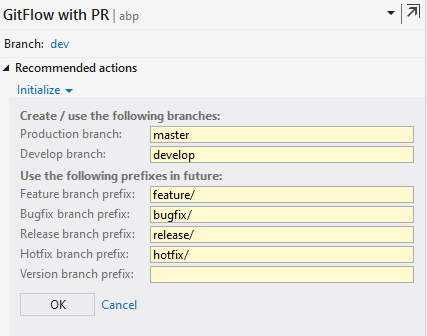 GitFlow with PR | abp
Branch: dev
Recommended actions
Initialize
Create / use the following branches:
Production branch: master
Develop branch: develop
Use the following prefixes in future:
Feature branch prefix: feature/
Bugfix branch prefix: bugfix/
Release branch prefix: release/
Hotfix branch prefix: hotfix/
Version branch prefix:
OK Cancel